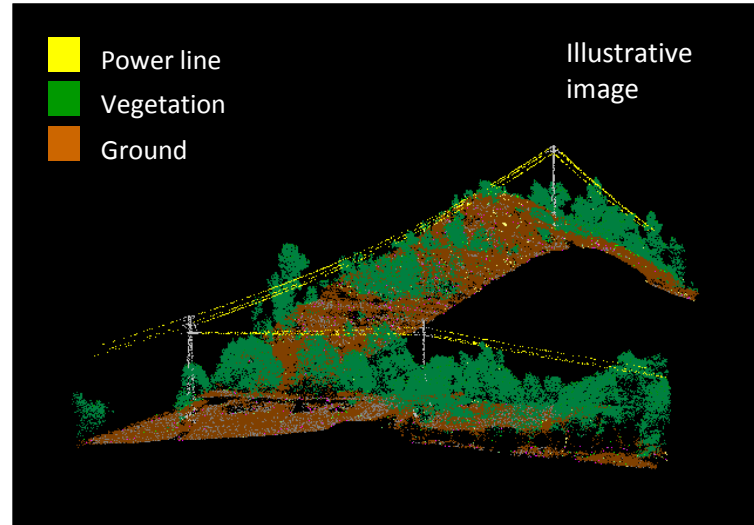 Power line
Vegetation
Ground
Illustrative
image